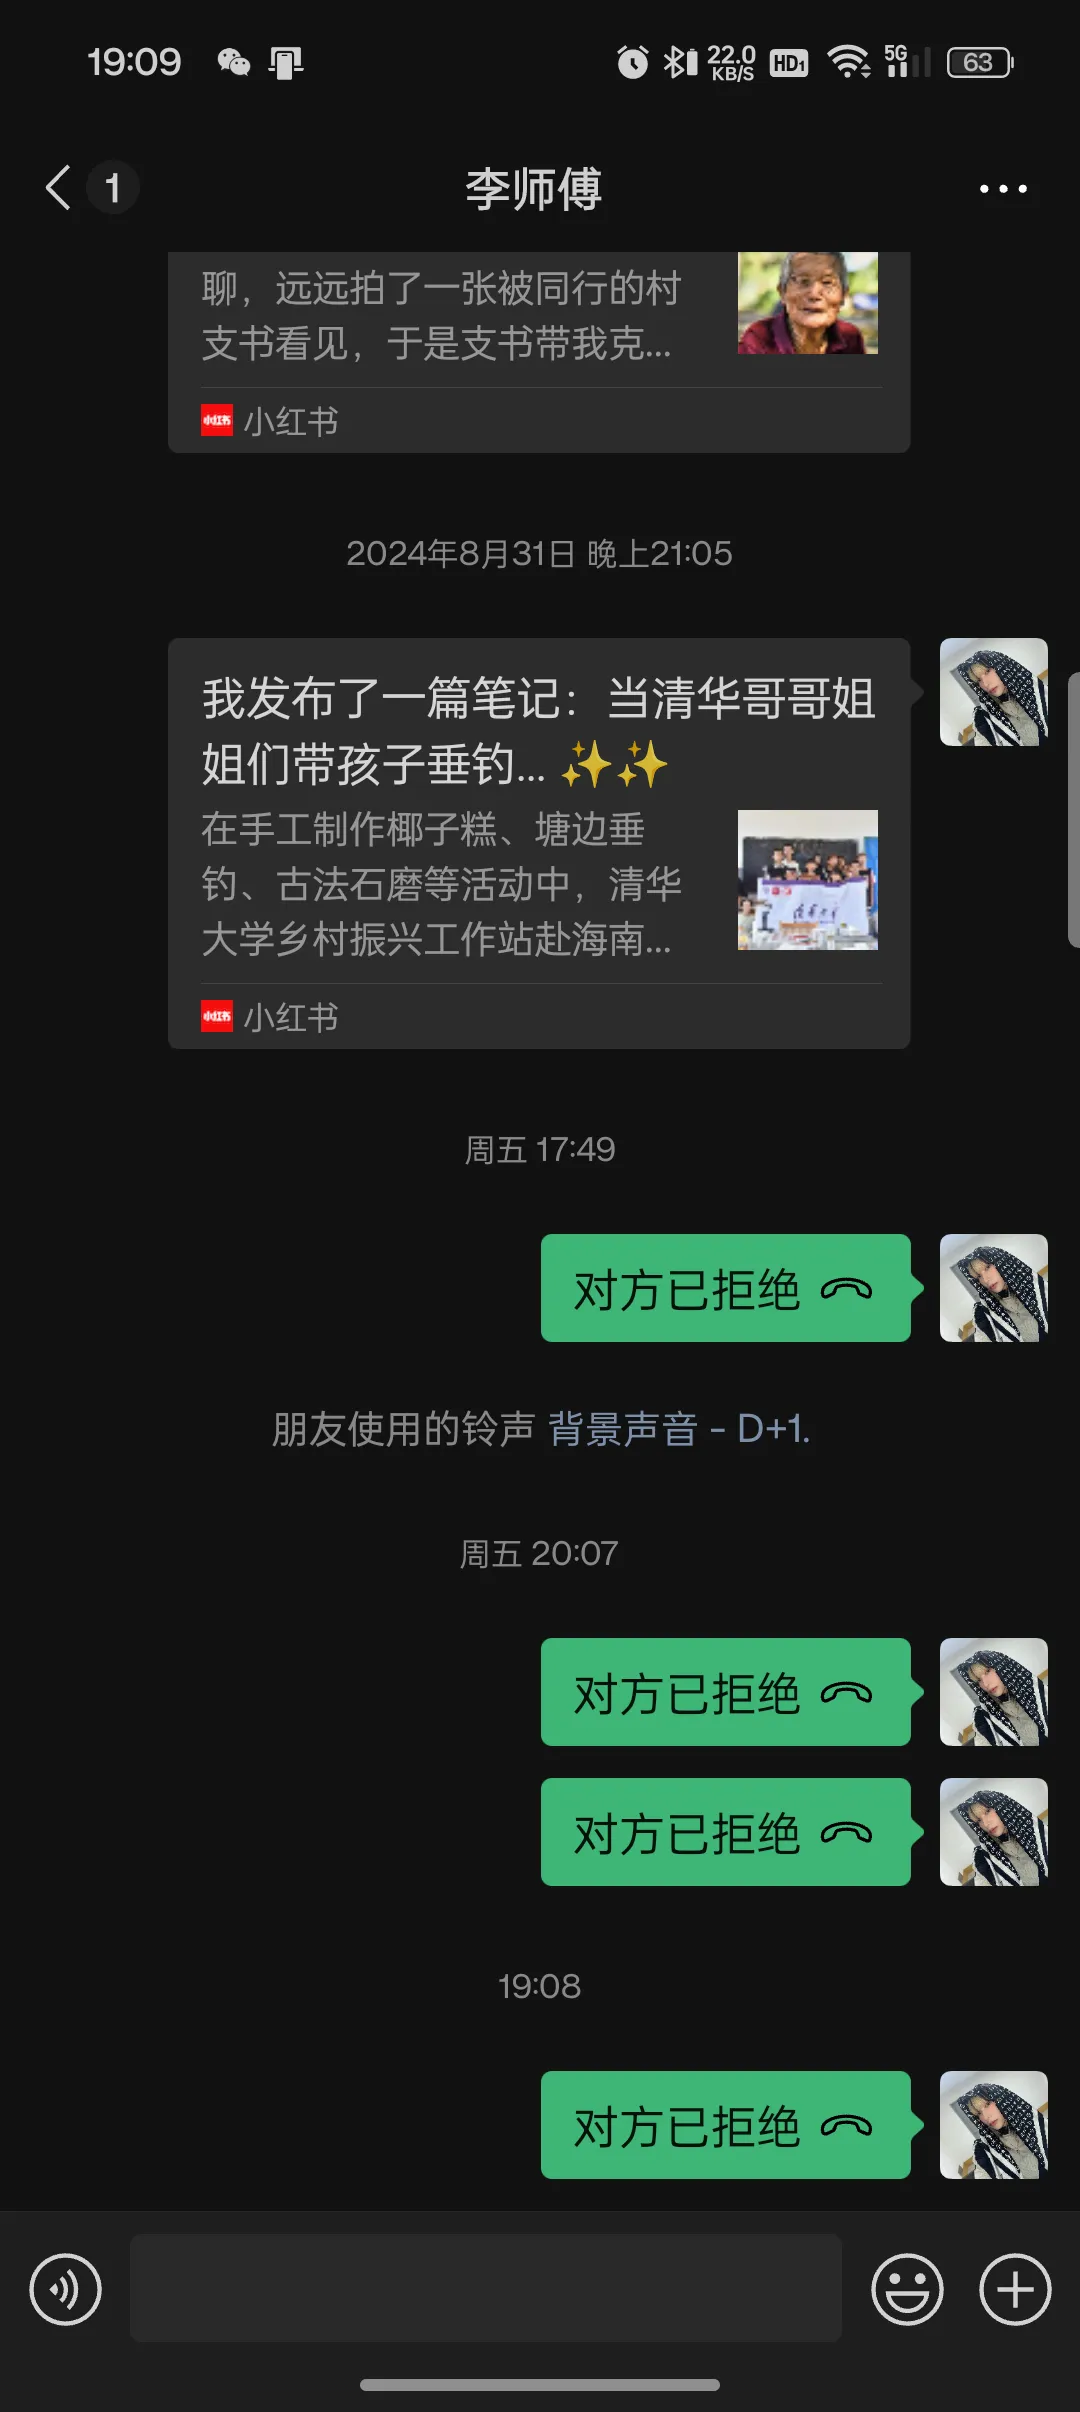 19:09
22.0 KB/S
HD1
5G
63
1
李师傅
聊，远远拍了一张被同行的村
支书看见，于是支书带我克...
小红书 小红书
2024年8月31日 晚上21:05
我发布了一篇笔记：当清华哥哥姐
姐们带孩子垂钓... ✨✨
在手工制作椰子糕、塘边垂
钓、古法石磨等活动中，清华
大学乡村振兴工作站赴海南...
小红书 小红书
周五 17:49
对方已拒绝
朋友使用的铃声 背景声音 - D+1.
周五 20:07
对方已拒绝
对方已拒绝
19:08
对方已拒绝